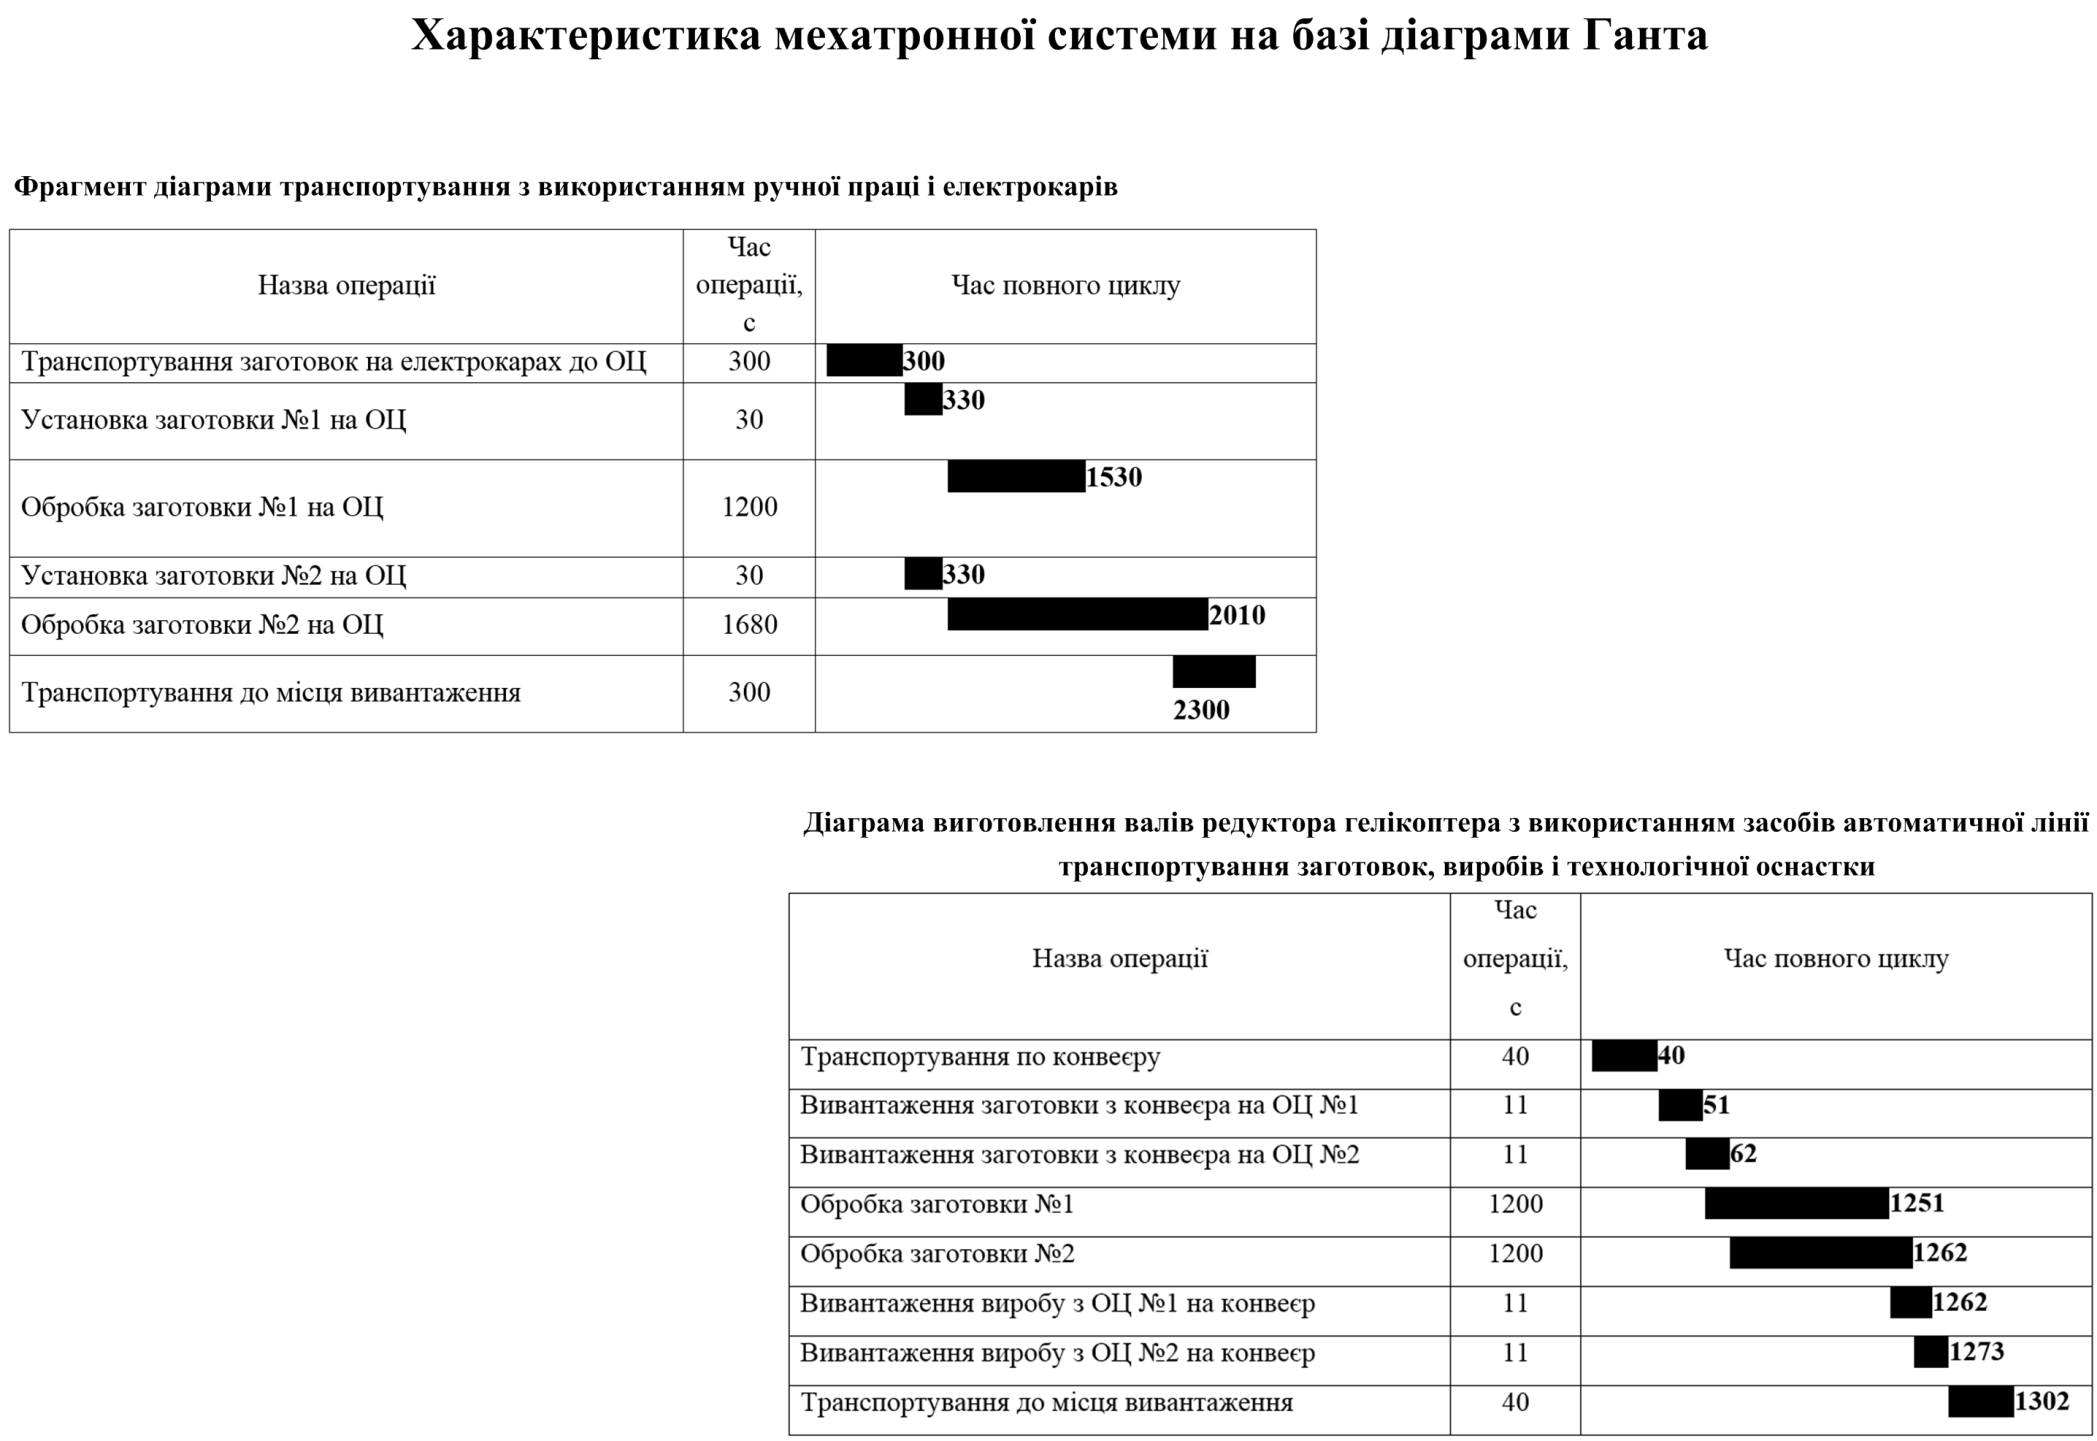 Характеристика мехатронної системи на базі діаграми Ганта
Фрагмент діаграми транспортування з використанням ручної праці і електрокарів
Назва операції
Час
операції,
с
Час повного циклу
Транспортування заготовок на електрокарах до ОЦ 300 300
Установка заготовки №1 на ОЦ 30 330
Обробка заготовки №1 на ОЦ 1200 1530
Установка заготовки №2 на ОЦ 30 330
Обробка заготовки №2 на ОЦ 1680 2010
Транспортування до місця вивантаження 300 2300
Діаграма виготовлення валів редуктора гелікоптера з використанням засобів автоматичної лінії
транспортування заготовок, виробів і технологічної оснастки
Назва операції
Час
операції,
с
Час повного циклу
Транспортування по конвеєру 40 40
Вивантаження заготовки з конвеєра на ОЦ №1 11 51
Вивантаження заготовки з конвеєра на ОЦ №2 11 62
Обробка заготовки №1 1200 1251
Обробка заготовки №2 1200 1262
Вивантаження виробу з ОЦ №1 на конвеєр 11 1262
Вивантаження виробу з ОЦ №2 на конвеєр 11 1273
Транспортування до місця вивантаження 40 1302